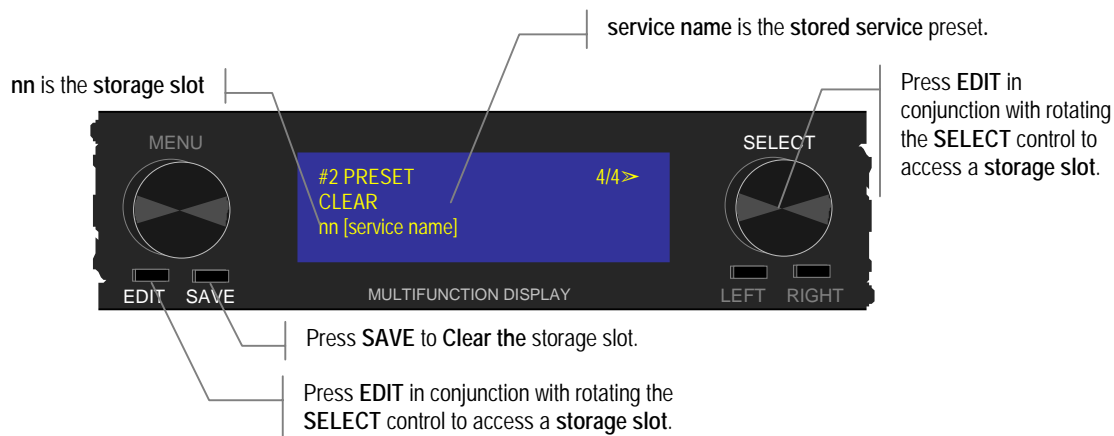 service name is the stored service preset.
nn is the storage slot
Press EDIT in
conjunction with rotating
the SELECT control to
access a storage slot.
MENU
SELECT
#2 PRESET 4/4➢
CLEAR
nn [service name]
EDIT SAVE
MULTIFUNCTION DISPLAY
LEFT RIGHT
Press SAVE to Clear the storage slot.
Press EDIT in conjunction with rotating the
SELECT control to access a storage slot.